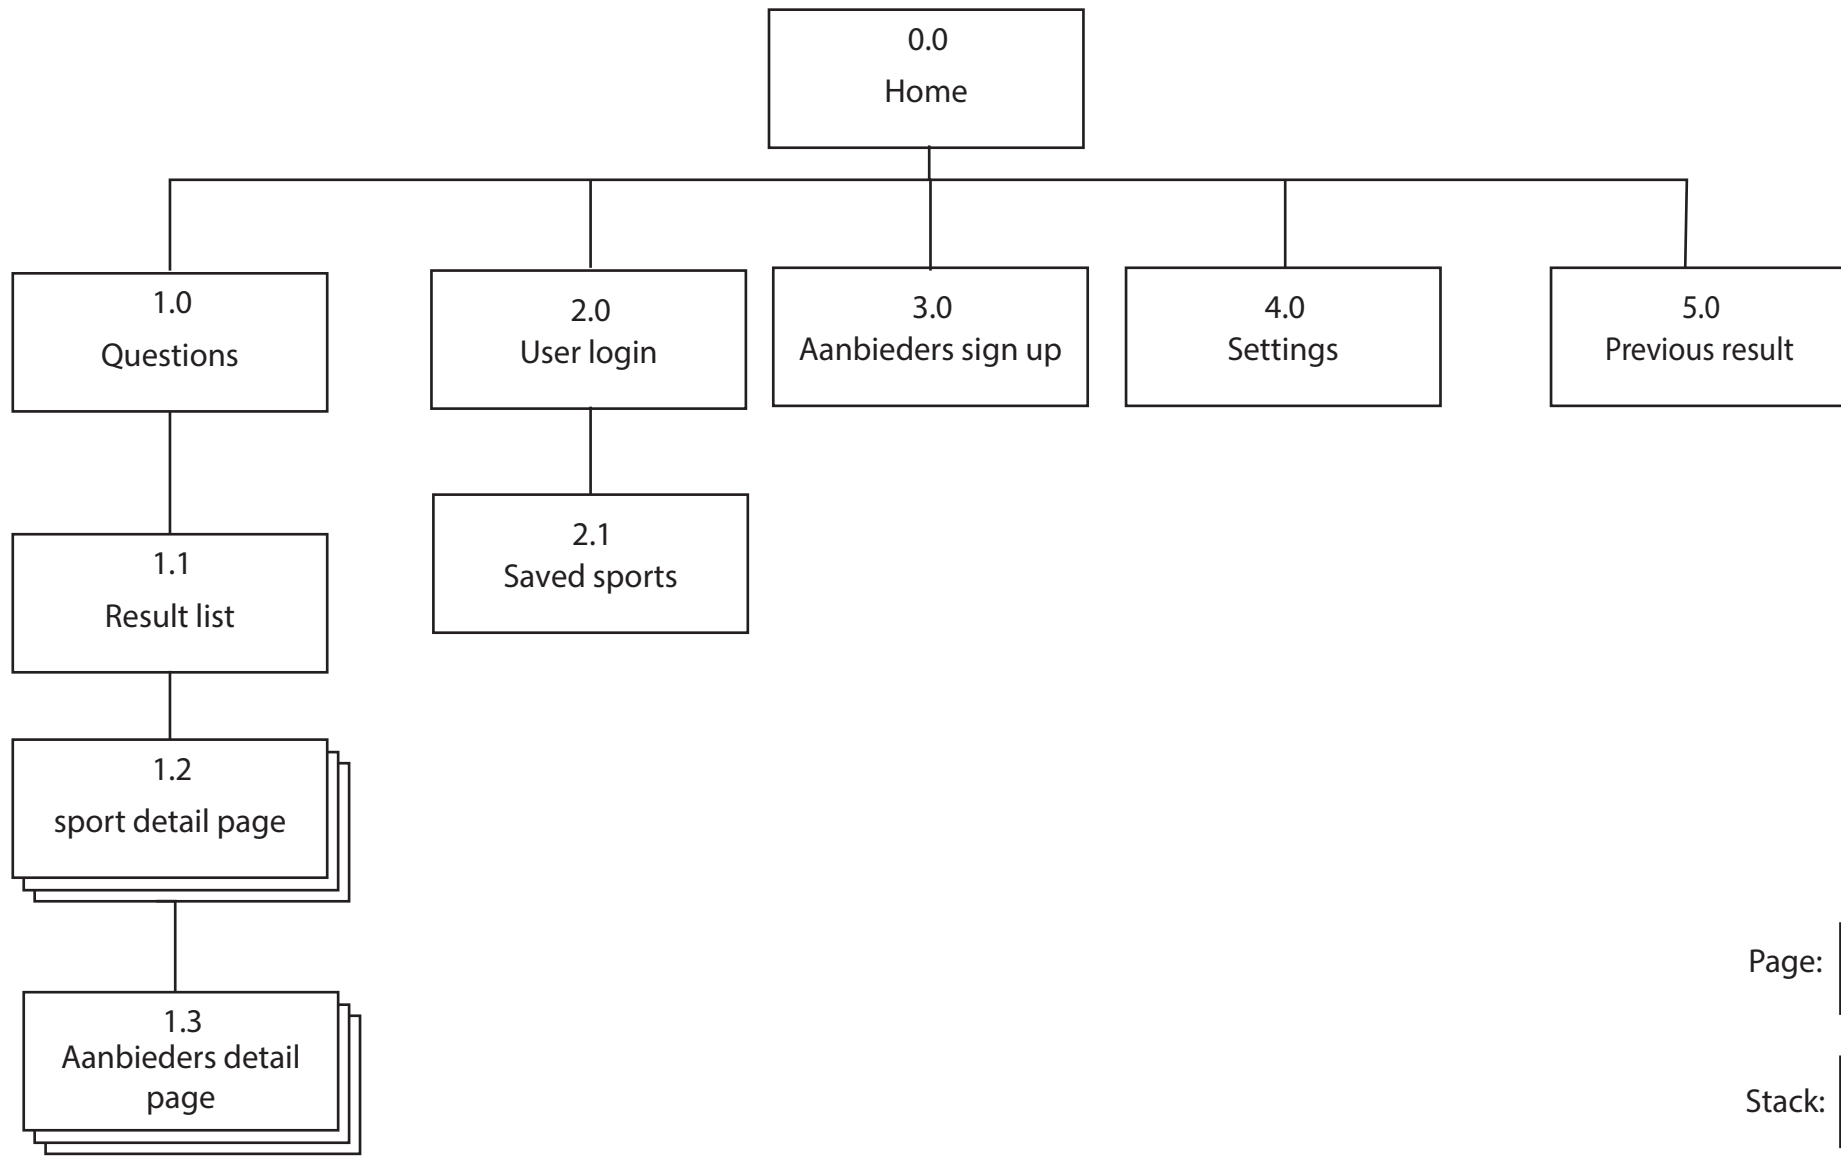 0.0
Home
1.0
Questions
2.0
User login
3.0
Aanbieders sign up
4.0
Settings
5.0
Previous result
1.1
Result list
2.1
Saved sports
1.2
sport detail page
1.3
Aanbieders detail
page
Page:
Stack: